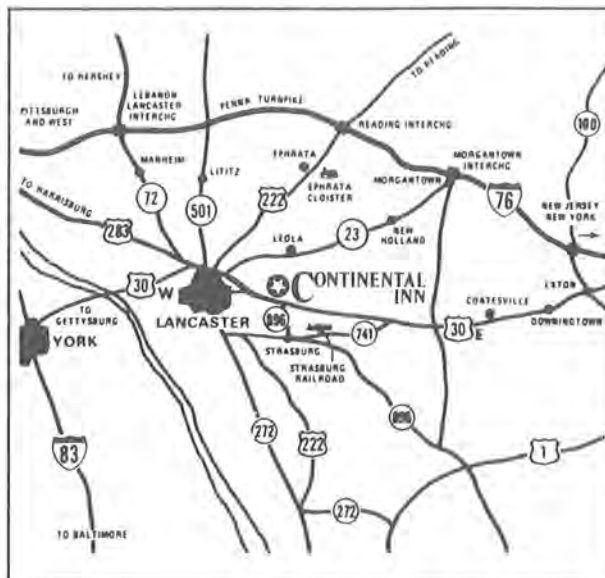 TO HERSHEY
LEBANON
LANCASTER
INTERCHG
PITTSBURGH
AND WEST
PENNA TURNPIKE
TO READING
READING INTERCHG
100
MANHEIM
LITITZ
EPHRATA
EPHRATA
CLOISTER
MORGANTOWN
MORGANTOWN
INTERCHG
76
NEW JERSEY
NEW YORK
TO HARRISBURG
72
501
222
283
LEOLA
23
NEW
HOLLAND
30
W
LANCASTER
CONTINENTAL
INN
896
TO
GETTYSBURG
YORK
STRASBURG
STRASBURG
RAILROAD
741
30
E
COATESVILLE
EXTON
DOWNINGTOWN
272
222
896
83
1
272
TO BALTIMORE